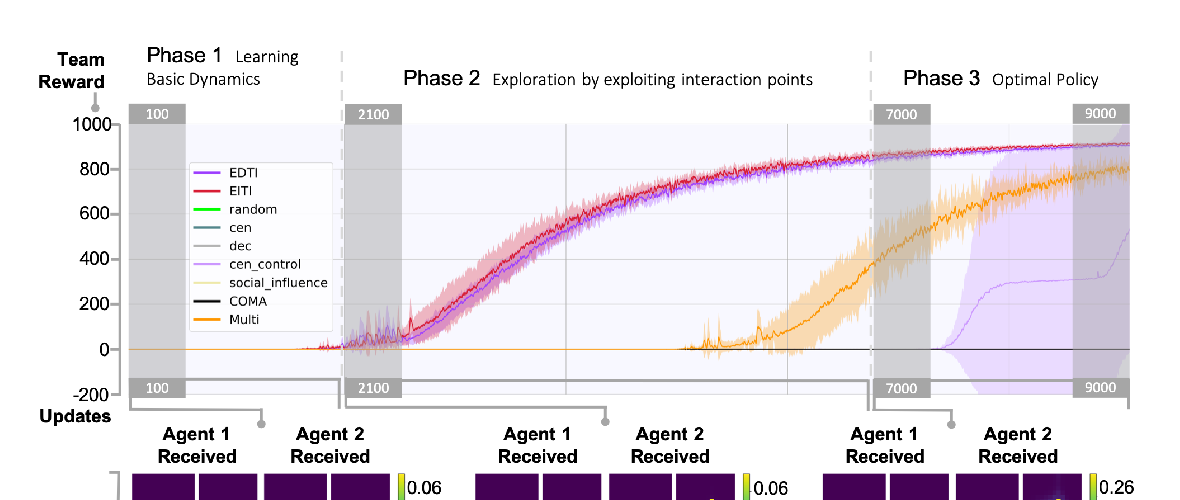 Team
Reward
Phase 1 Learning
Basic Dynamics
Phase 2 Exploration by exploiting interaction points
Phase 3 Optimal Policy
100
2100
7000
9000
1000
800
600
400
200
0
-200
EDTI
EITI
random
cen
dec
cen_control
social_influence
COMA
Multi
100
2100
7000
9000
Updates
Agent 1
Received
Agent 2
Received
Agent 1
Received
Agent 2
Received
Agent 1
Received
Agent 2
Received
0.06
0.06
0.26